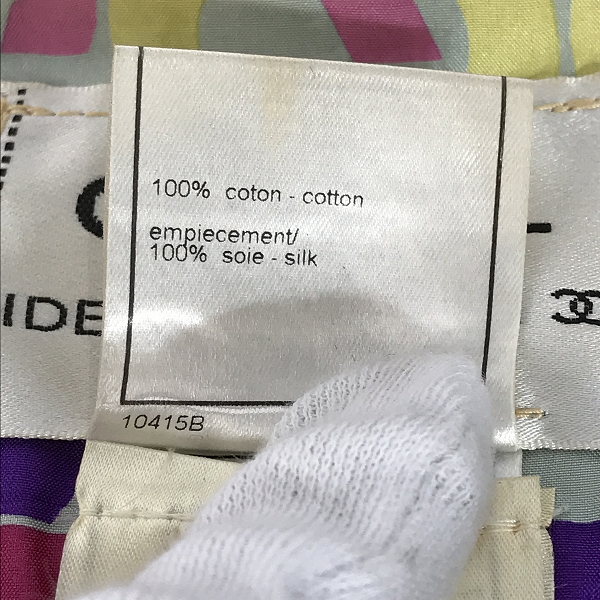 100% coton - cotton
empiecement/
100% soie - silk
IDE
10415B